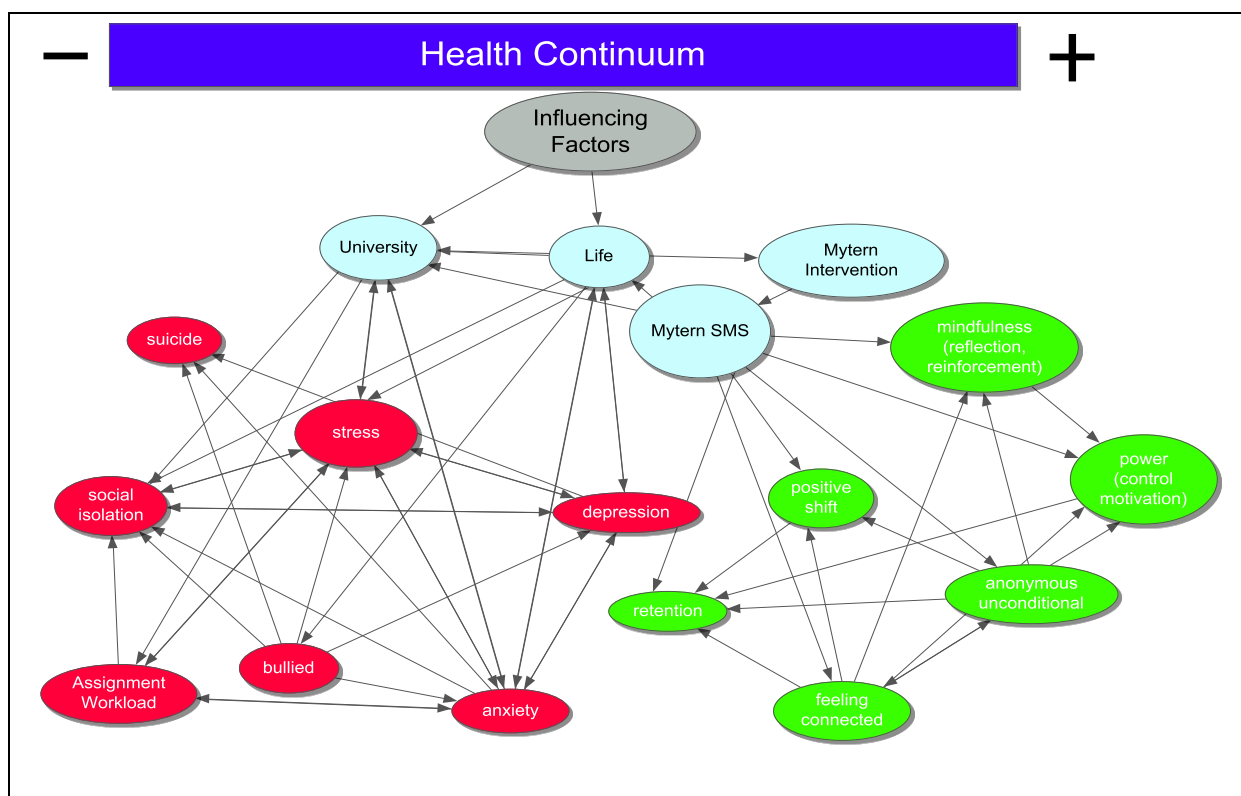 −
Health Continuum
+
Influencing
Factors
University
Life
Mytern
Intervention
Mytern SMS
suicide
mindfulness
(reflection,
reinforcement)
stress
power
(control
motivation)
social
isolation
depression
positive
shift
retention
anonymous
unconditional
bullied
Assignment
Workload
anxiety
feeling
connected